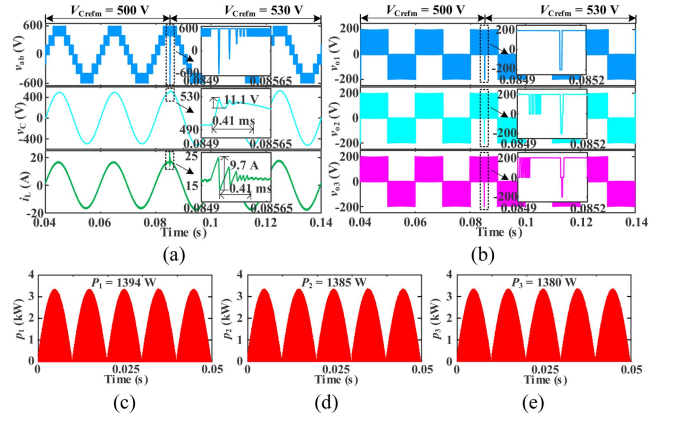 V_Crefm = 500 V V_Crefm = 530 V
v_ab (V)
600
0
-600
600
0
-600
0.0849 0.08565
v_C (V)
400
0
-400
530
490
11.1 V
0.41 ms
0.0849 0.08565
i_L (A)
20
0
-20
25
15
9.7 A
0.41 ms
0.0849 0.08565
0.04 0.06 0.08 0.1 0.12 0.14
Time (s)
(a)
V_Crefm = 500 V V_Crefm = 530 V
v_o1 (V)
200
0
-200
200
0
-200
0.0849 0.0852
v_o2 (V)
200
0
-200
200
0
-200
0.0849 0.0852
v_o3 (V)
200
0
-200
200
0
-200
0.0849 0.0852
0.04 0.06 0.08 0.1 0.12 0.14
Time (s)
(b)
p_1 (kW)
4
3
2
1
0
P_1 = 1394 W
0 0.025 0.05
Time (s)
(c)
p_2 (kW)
4
3
2
1
0
P_2 = 1385 W
0 0.025 0.05
Time (s)
(d)
p_3 (kW)
4
3
2
1
0
P_3 = 1380 W
0 0.025 0.05
Time (s)
(e)